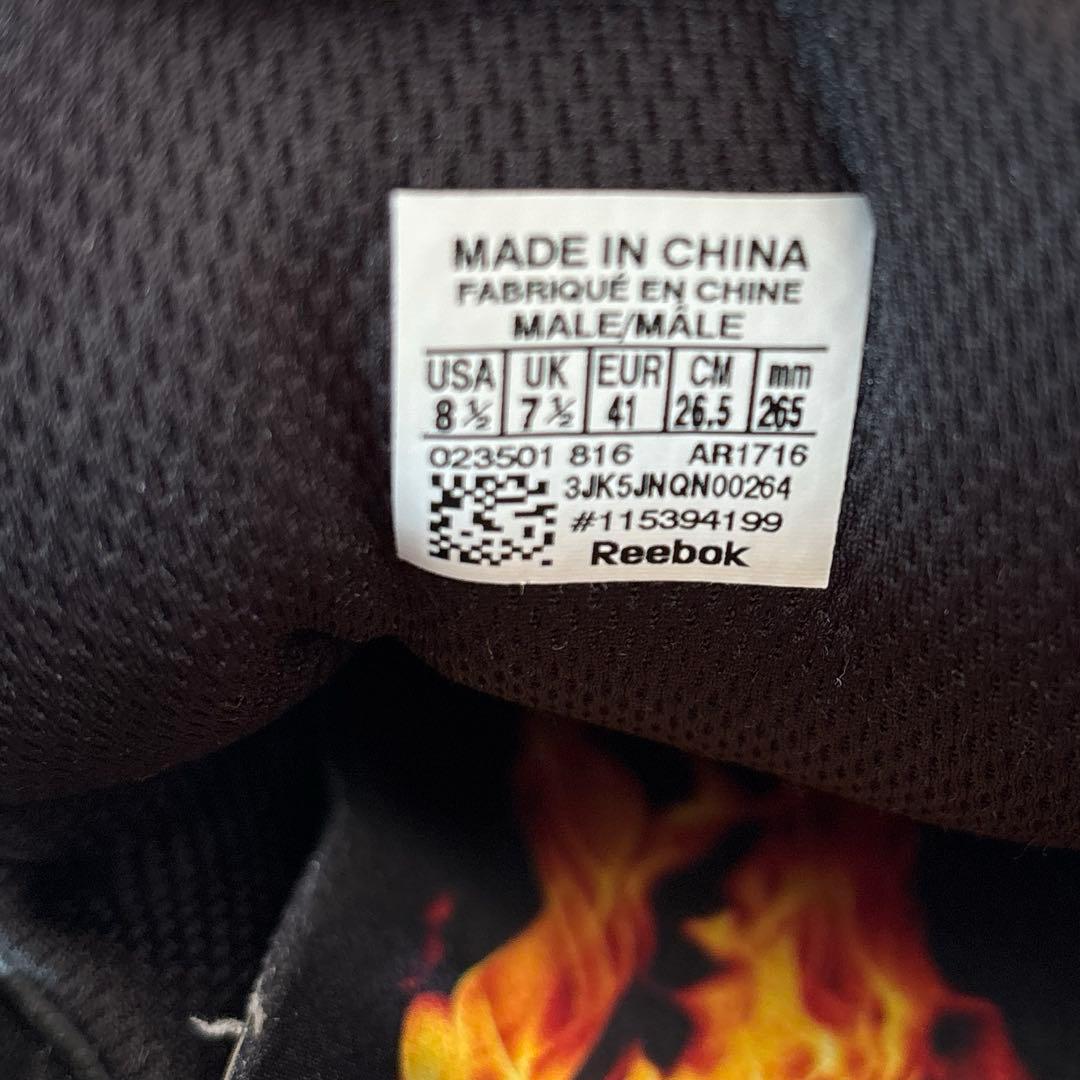 MADE IN CHINA
FABRIQUÉ EN CHINE
MALE/MÂLE
USA UK EUR CM mm
8 ½ 7 ½ 41 26.5 265
023501 816 AR1716
3JK5JNQN00264
#115394199
Reebok